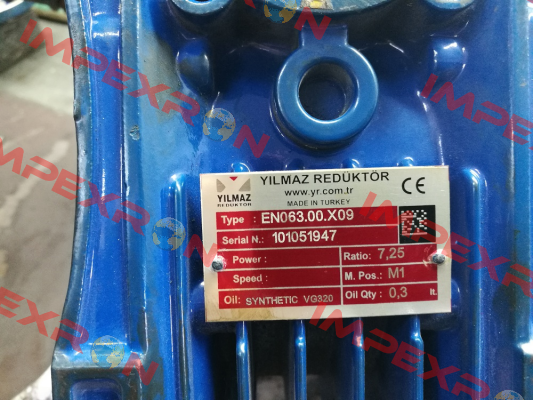 YILMAZ REDÜKTÖR
www.yr.com.tr
MADE IN TURKEY
CE
YILMAZ
REDÜKTÖR
Type : EN063.00.X09
Serial N.: 101051947
Power : Ratio: 7,25
Speed : M. Pos.: M1
Oil: SYNTHETIC VG320 Oil Qty : 0,3 lt.
IMPEXRON
IMPEXRON
IMPEXRON
IMPEXRON
IMPEXRON